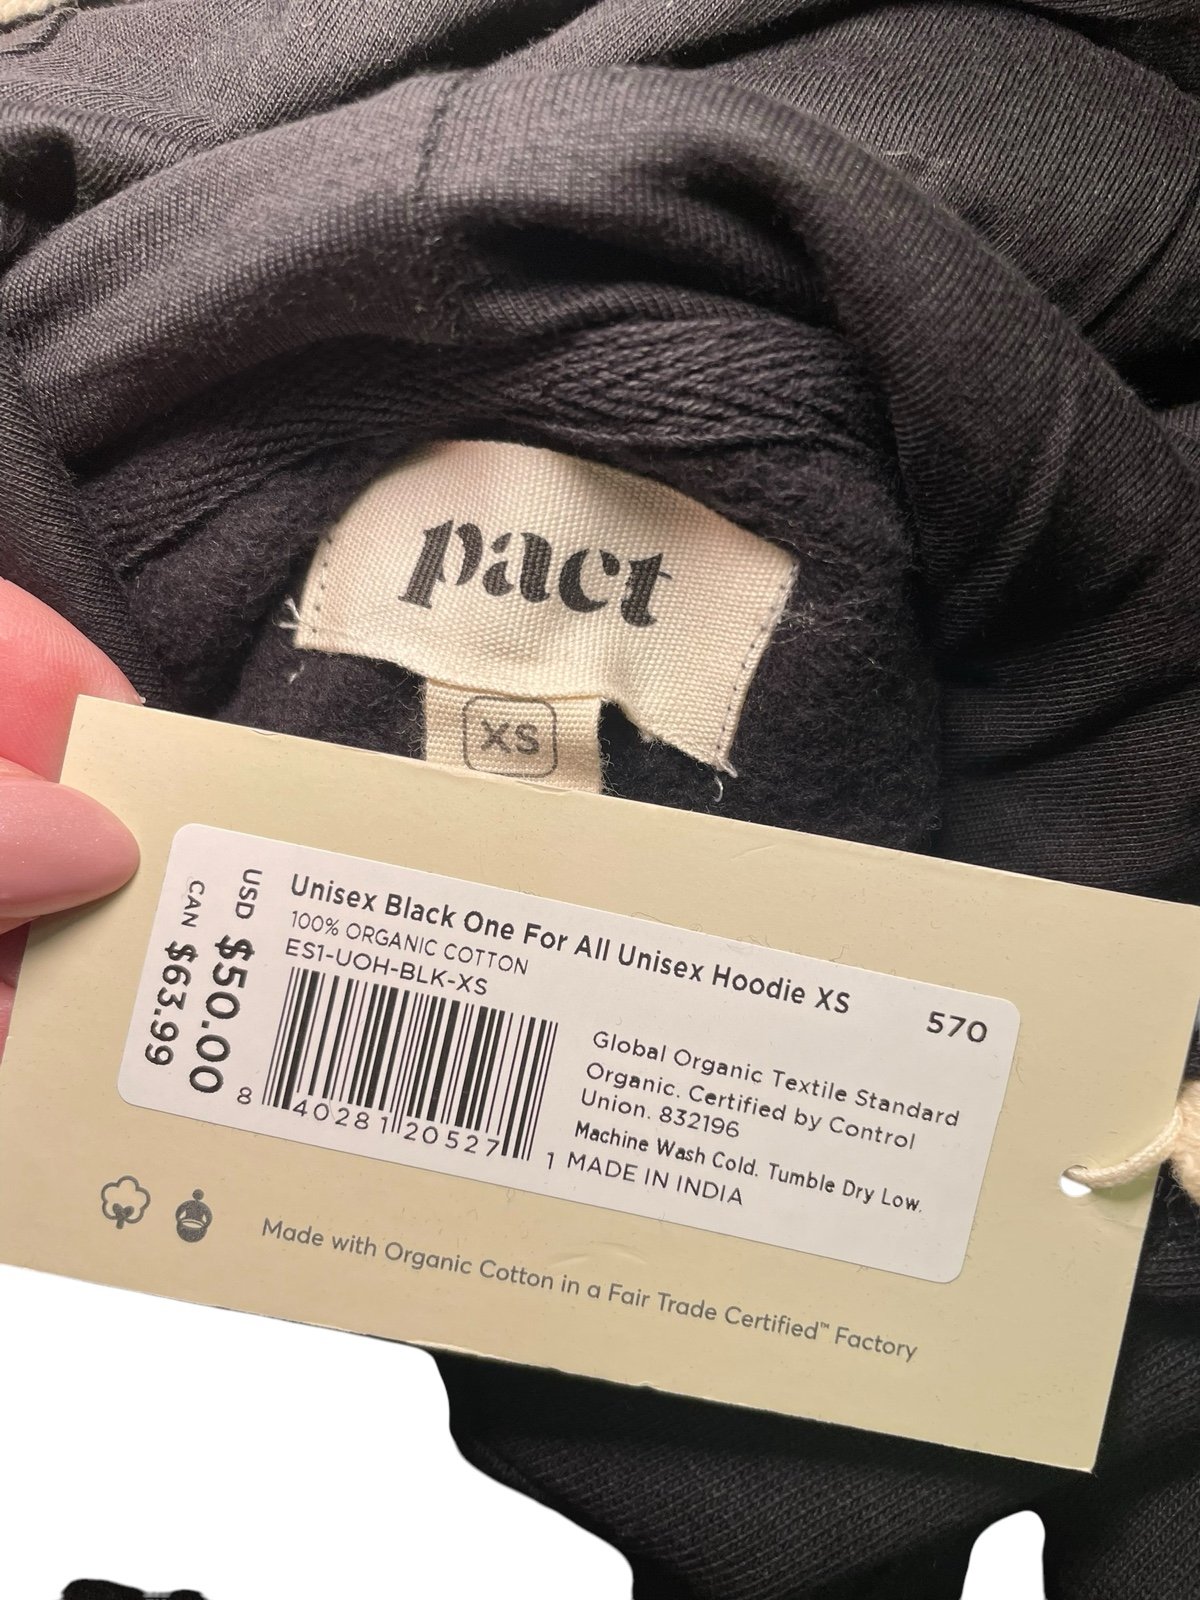 pact
XS
USD $50.00
CAN $63.99
Unisex Black One For All Unisex Hoodie XS
100% ORGANIC COTTON
ES1-UOH-BLK-XS
570
8 40281 20527 1
Global Organic Textile Standard
Organic. Certified by Control
Union. 832196
Machine Wash Cold. Tumble Dry Low.
MADE IN INDIA
Made with Organic Cotton in a Fair Trade Certified™ Factory